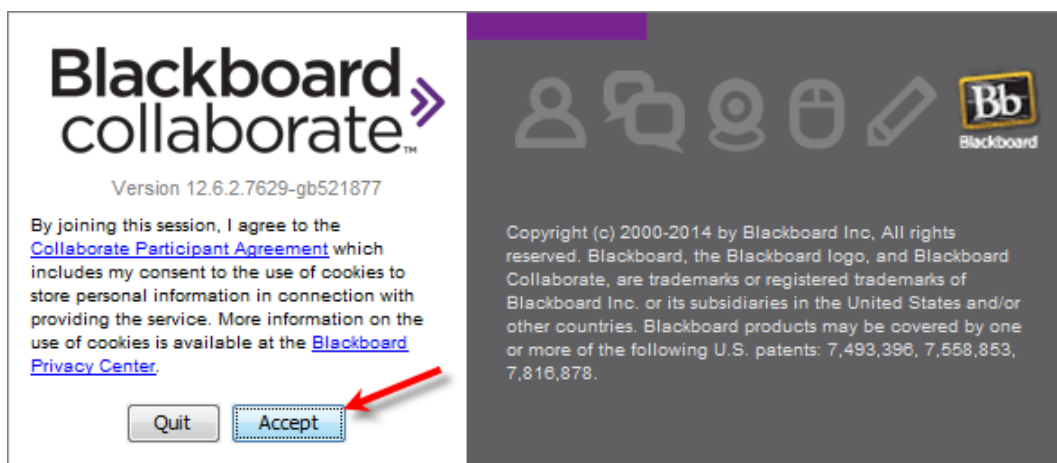 Blackboard
collaborate™
Version 12.6.2.7629-gb521877
By joining this session, I agree to the
Collaborate Participant Agreement which
includes my consent to the use of cookies to
store personal information in connection with
providing the service. More information on the
use of cookies is available at the Blackboard
Privacy Center.
Quit Accept
Bb
Blackboard
Copyright (c) 2000-2014 by Blackboard Inc, All rights
reserved. Blackboard, the Blackboard logo, and Blackboard
Collaborate, are trademarks or registered trademarks of
Blackboard Inc. or its subsidiaries in the United States and/or
other countries. Blackboard products may be covered by one
or more of the following U.S. patents: 7,493,396, 7,558,853,
7,816,878.